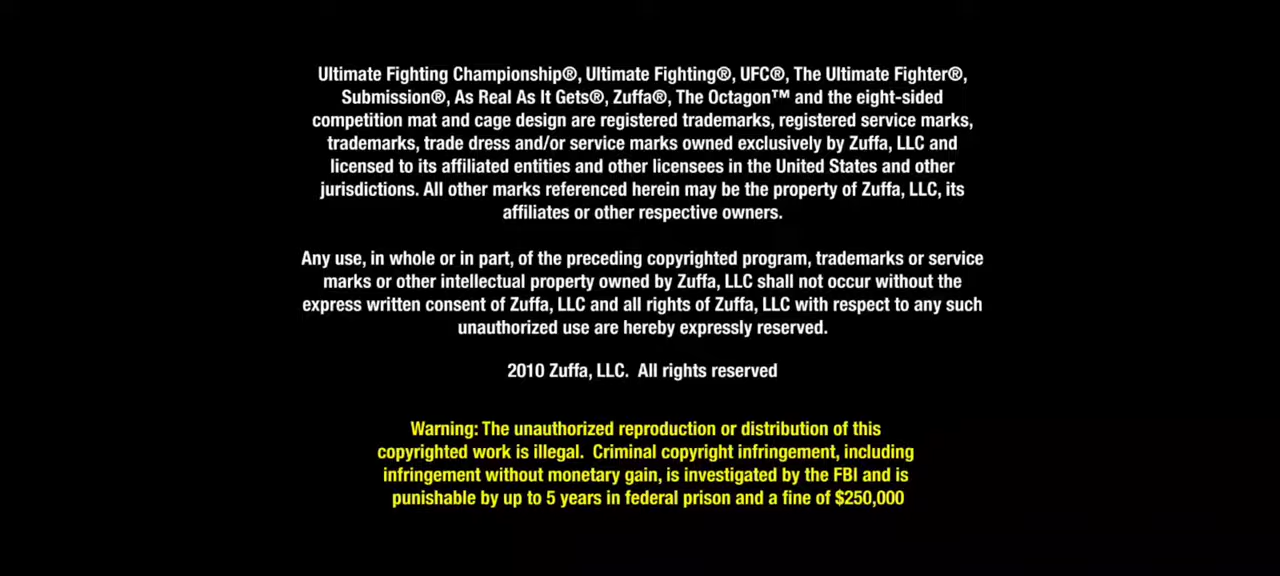 Ultimate Fighting Championship®, Ultimate Fighting®, UFC®, The Ultimate Fighter®,
Submission®, As Real As It Gets®, Zuffa®, The Octagon™ and the eight-sided
competition mat and cage design are registered trademarks, registered service marks,
trademarks, trade dress and/or service marks owned exclusively by Zuffa, LLC and
licensed to its affiliated entities and other licensees in the United States and other
jurisdictions. All other marks referenced herein may be the property of Zuffa, LLC, its
affiliates or other respective owners.
Any use, in whole or in part, of the preceding copyrighted program, trademarks or service
marks or other intellectual property owned by Zuffa, LLC shall not occur without the
express written consent of Zuffa, LLC and all rights of Zuffa, LLC with respect to any such
unauthorized use are hereby expressly reserved.
2010 Zuffa, LLC.  All rights reserved
Warning: The unauthorized reproduction or distribution of this
copyrighted work is illegal.  Criminal copyright infringement, including
infringement without monetary gain, is investigated by the FBI and is
punishable by up to 5 years in federal prison and a fine of $250,000